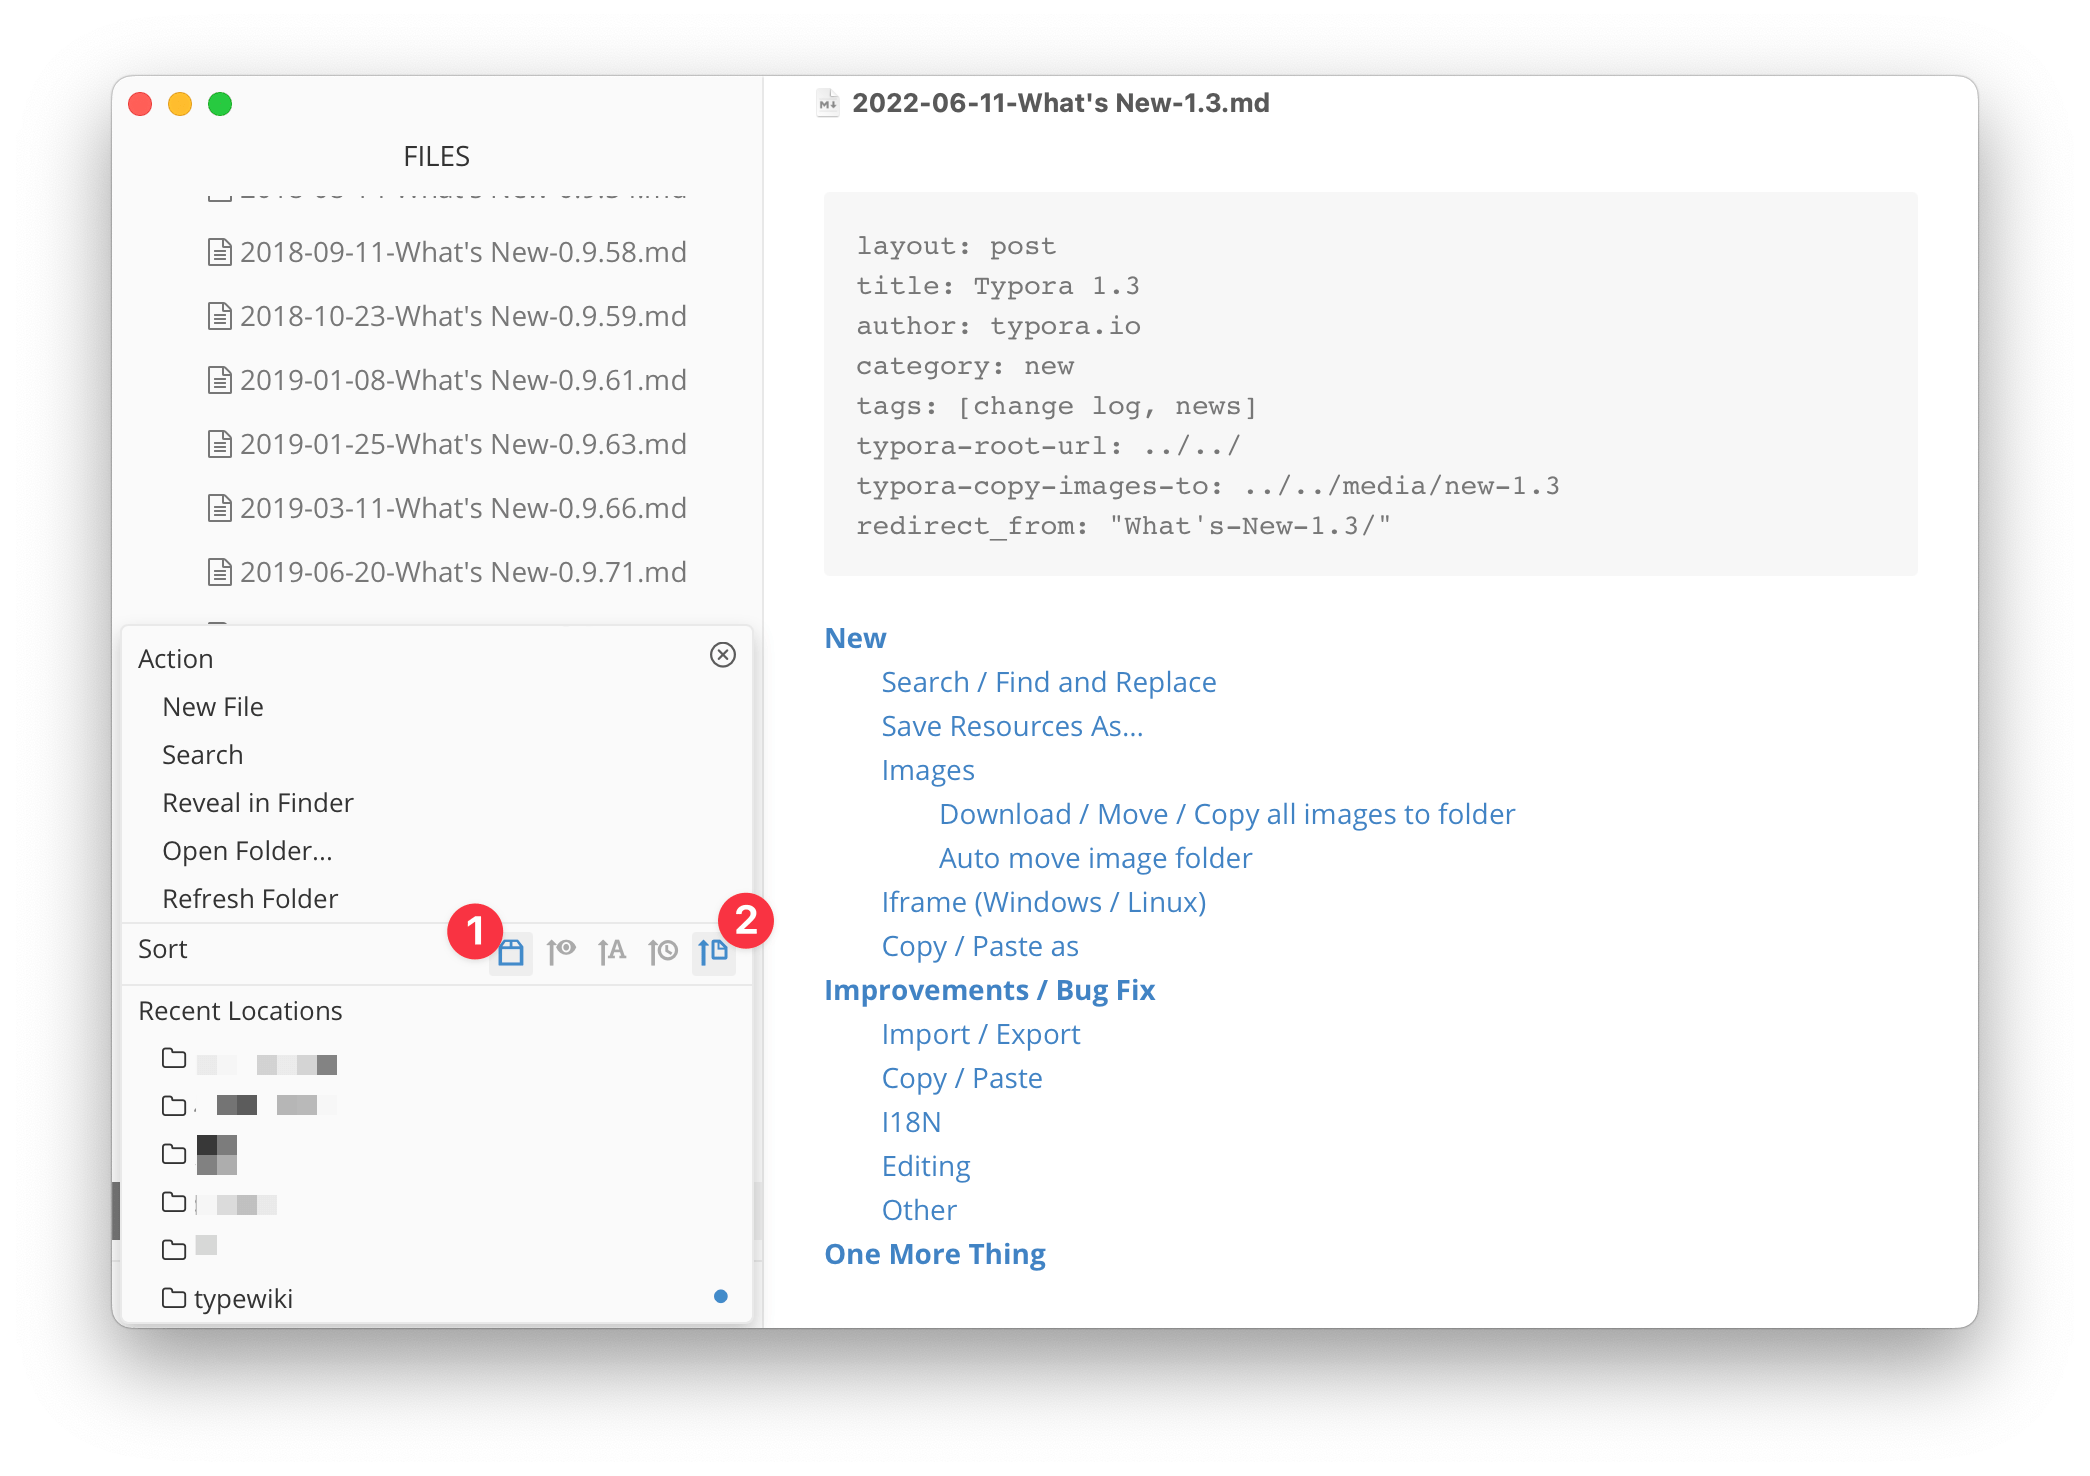 2022-06-11-What's New-1.3.md
FILES
2018-09-11-What's New-0.9.58.md
2018-10-23-What's New-0.9.59.md
2019-01-08-What's New-0.9.61.md
2019-01-25-What's New-0.9.63.md
2019-03-11-What's New-0.9.66.md
2019-06-20-What's New-0.9.71.md
Action
New File
Search
Reveal in Finder
Open Folder...
Refresh Folder
1
2
Sort
A
Recent Locations
typewiki
layout: post
title: Typora 1.3
author: typora.io
category: new
tags: [change log, news]
typora-root-url: ../../
typora-copy-images-to: ../../media/new-1.3
redirect_from: "What's-New-1.3/"
New
Search / Find and Replace
Save Resources As...
Images
Download / Move / Copy all images to folder
Auto move image folder
Iframe (Windows / Linux)
Copy / Paste as
Improvements / Bug Fix
Import / Export
Copy / Paste
I18N
Editing
Other
One More Thing